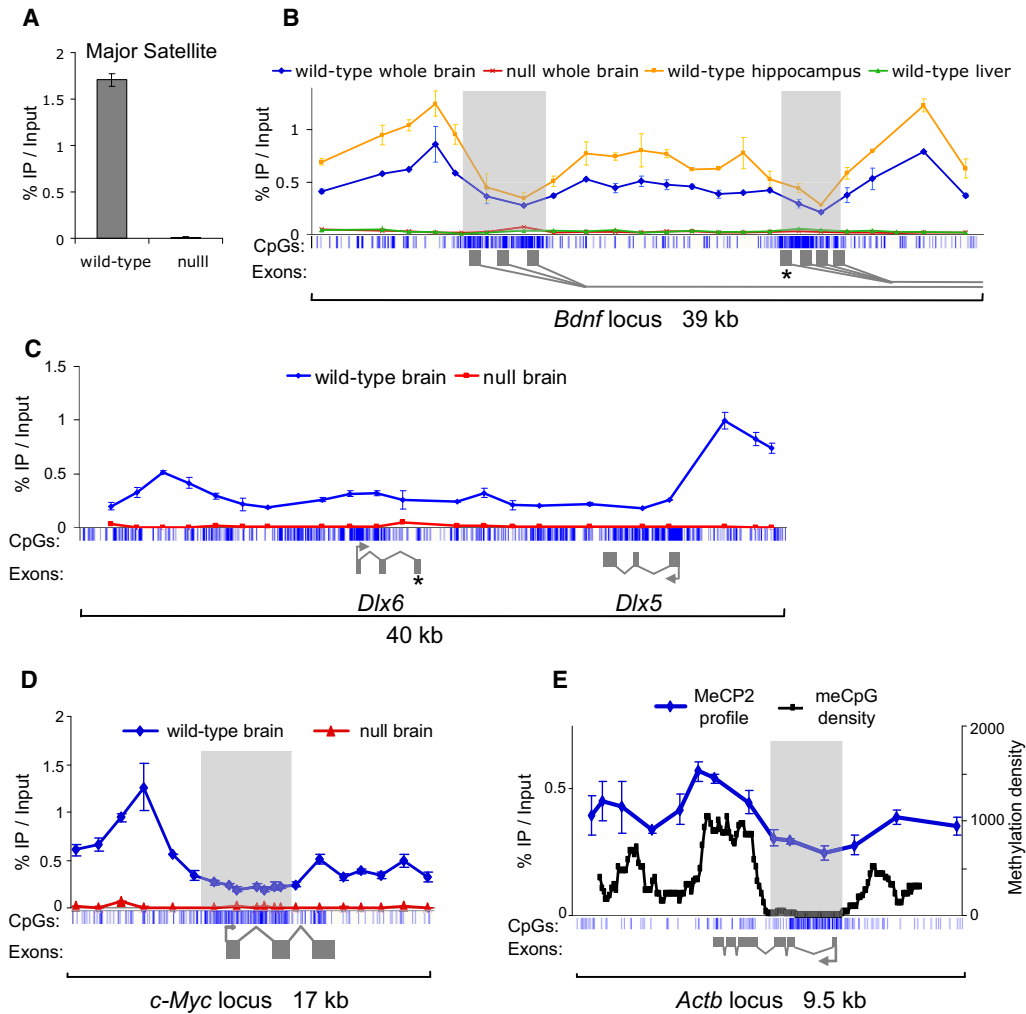 A
Major Satellite
2
1.5
1
0.5
0
% IP / Input
wild-type
nulll
B
wild-type whole brain
null whole brain
wild-type hippocampus
wild-type liver
1
0.5
0
% IP / Input
CpGs:
Exons:
*
Bdnf locus 39 kb
C
1.5
1
0.5
0
% IP / Input
wild-type brain
null brain
CpGs:
Exons:
*
Dlx6
Dlx5
40 kb
D
2
1.5
1
0.5
0
% IP / Input
wild-type brain
null brain
CpGs:
Exons:
c-Myc locus 17 kb
E
MeCP2 profile
meCpG density
0.5
0
% IP / Input
2000
1000
0
Methylation density
CpGs:
Exons:
Actb locus 9.5 kb